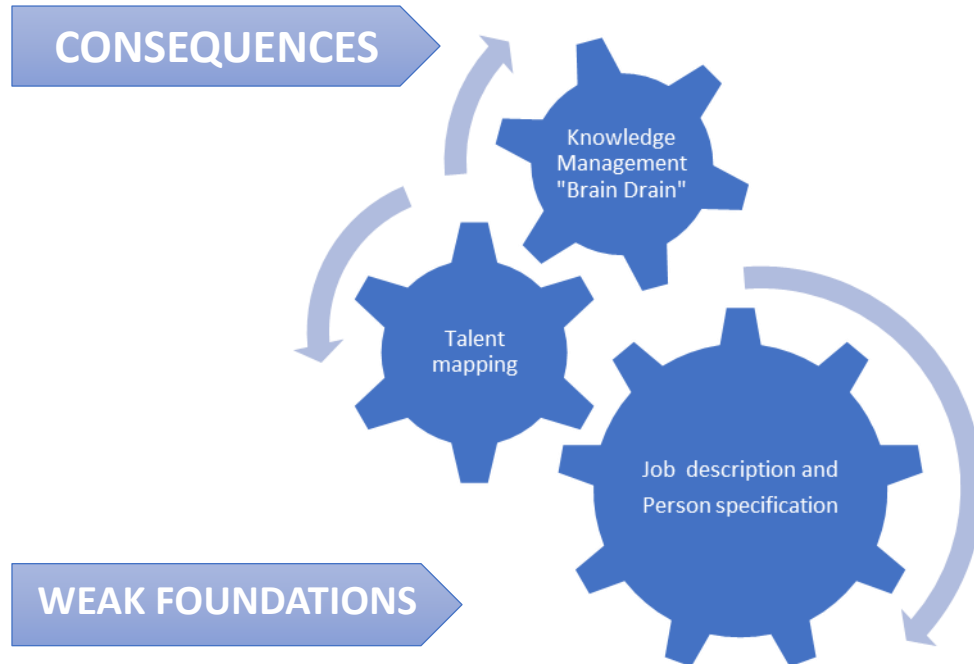 CONSEQUENCES
Knowledge
Management
"Brain Drain"
Talent
mapping
Job description and
Person specification
WEAK FOUNDATIONS